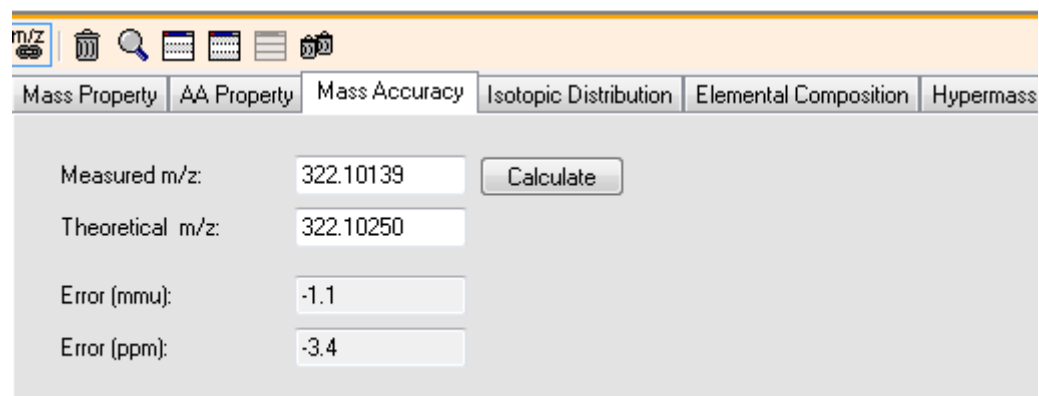 m/z
Mass Property AA Property Mass Accuracy Isotopic Distribution Elemental Composition Hypermass
Measured m/z: 322.10139 Calculate
Theoretical m/z: 322.10250
Error (mmu): -1.1
Error (ppm): -3.4